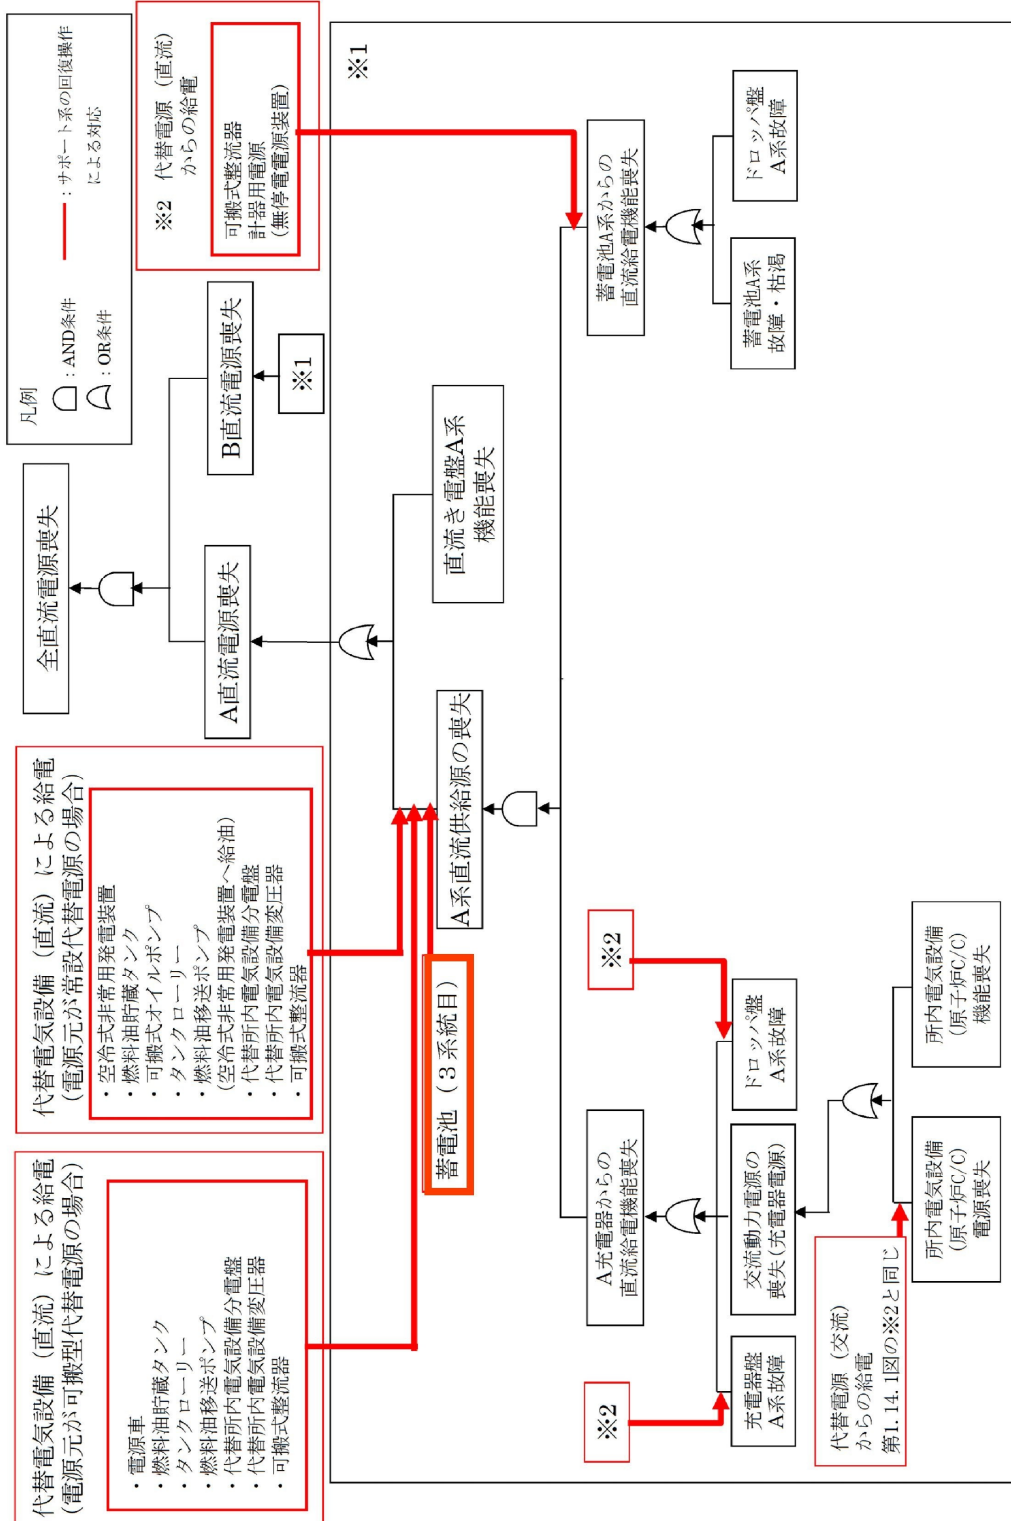 凡例
：AND条件
：OR条件
：サポート系の回復操作
による対応
※2 代替電源（直流）
からの給電
可搬式整流器
計器用電源
(無停電電源装置)
全直流電源喪失
A直流電源喪失
B直流電源喪失
※1
※1
代替電気設備（直流）による給電
(電源元が可搬型代替電源の場合)
・電源車
・燃料油貯蔵タンク
・タンクローリー
・燃料油移送ポンプ
・代替所内電気設備分電盤
・代替所内電気設備変圧器
・可搬式整流器
代替電気設備（直流）による給電
(電源元が常設代替電源の場合)
・空冷式非常用発電装置
・燃料油貯蔵タンク
・可搬式オイルポンプ
・タンクローリー
・燃料油移送ポンプ
(空冷式非常用発電装置へ給油)
・代替所内電気設備分電盤
・代替所内電気設備変圧器
・可搬式整流器
蓄電池（３系統目）
A系直流供給源の喪失
直流き電盤A系
機能喪失
A充電器からの
直流給電機能喪失
蓄電池A系からの
直流給電機能喪失
※2
※2
充電器盤
A系故障
交流動力電源の
喪失(充電器電源)
ドロッパ盤
A系故障
蓄電池A系
故障・枯渇
ドロッパ盤
A系故障
代替電源（交流）
からの給電
第1.14.1図の※2と同じ
所内電気設備
(原子炉C/C)
電源喪失
所内電気設備
(原子炉C/C)
機能喪失